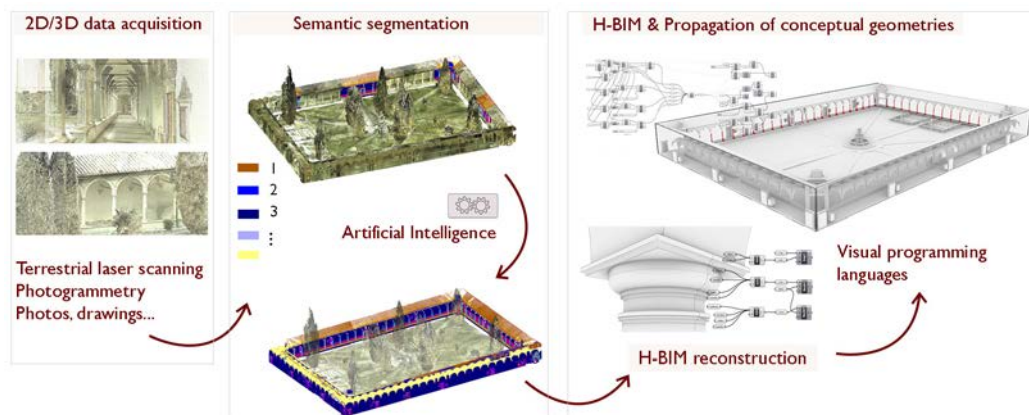 2D/3D data acquisition
Terrestrial laser scanning
Photogrammetry
Photos, drawings...
Semantic segmentation
1
2
3
⋮
Artificial Intelligence
H-BIM & Propagation of conceptual geometries
Visual programming
languages
H-BIM reconstruction